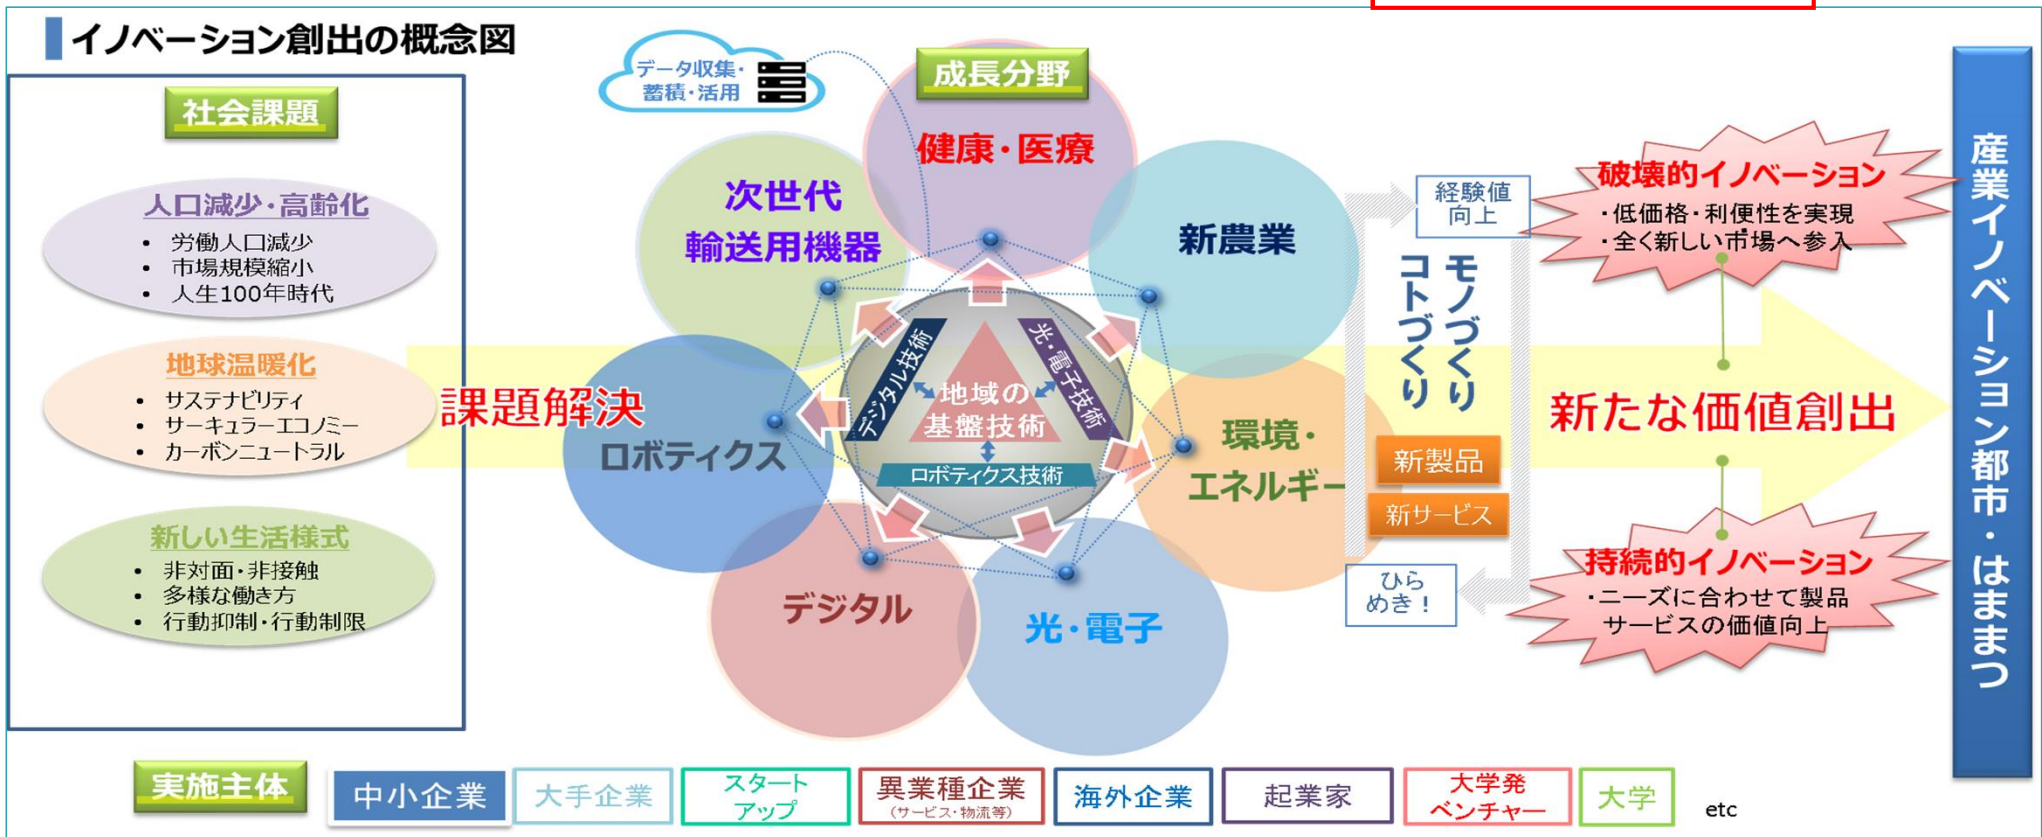 イノベーション創出の概念図
社会課題
人口減少・高齢化
• 労働人口減少
• 市場規模縮小
• 人生100年時代
地球温暖化
• サステナビリティ
• サーキュラーエコノミー
• カーボンニュートラル
新しい生活様式
• 非対面・非接触
• 多様な働き方
• 行動抑制・行動制限
課題解決
データ収集・
蓄積・活用
成長分野
健康・医療
次世代
輸送用機器
新農業
ロボティクス
環境・
エネルギー
デジタル
光・電子
デジタル技術
光・電子技術
地域の
基盤技術
ロボティクス技術
経験値
向上
モノづくり
コトづくり
新製品
新サービス
ひら
めき！
破壊的イノベーション
・低価格・利便性を実現
・全く新しい市場へ参入
新たな価値創出
持続的イノベーション
・ニーズに合わせて製品
サービスの価値向上
産業イノベーション都市・はままつ
実施主体
中小企業
大手企業
スタート
アップ
異業種企業
(サービス・物流等)
海外企業
起業家
大学発
ベンチャー
大学
etc